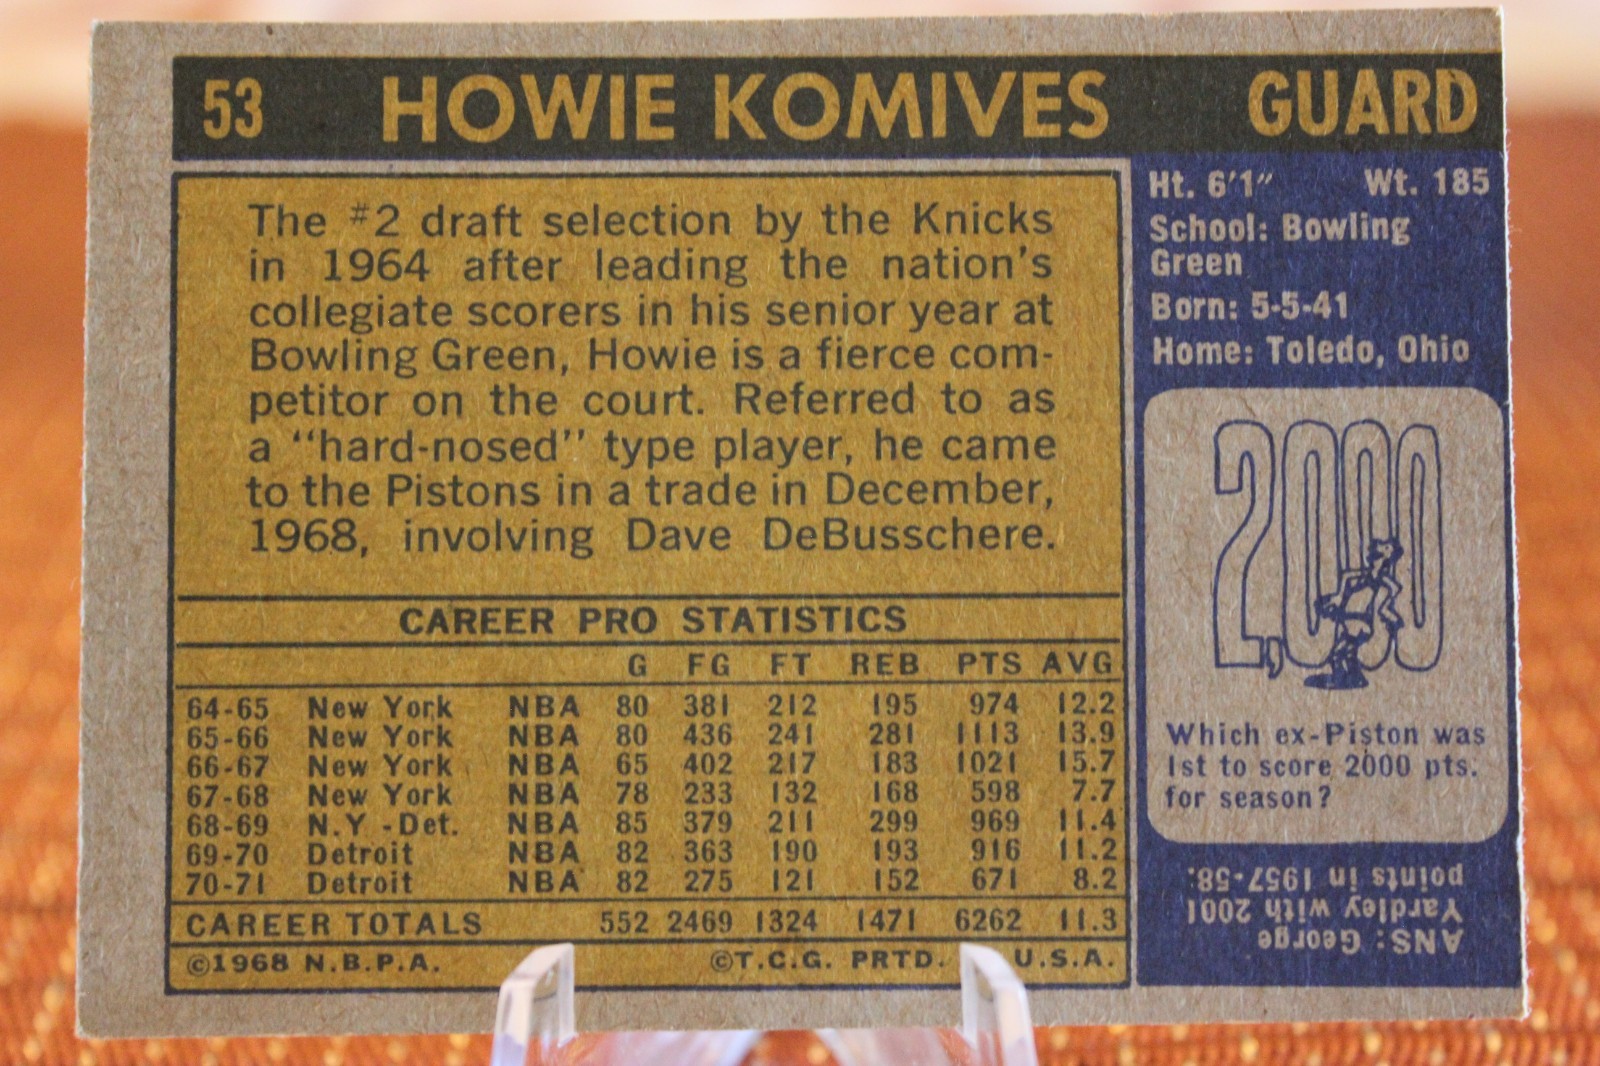 53 HOWIE KOMIVES GUARD
The #2 draft selection by the Knicks
in 1964 after leading the nation's
collegiate scorers in his senior year at
Bowling Green, Howie is a fierce com-
petitor on the court. Referred to as
a "hard-nosed" type player, he came
to the Pistons in a trade in December,
1968, involving Dave DeBusschere.
CAREER PRO STATISTICS
G FG FT REB PTS AVG
64-65 New York NBA 80 381 212 195 974 12.2
65-66 New York NBA 80 436 241 281 1113 13.9
66-67 New York NBA 65 402 217 183 1021 15.7
67-68 New York NBA 78 233 132 168 598 7.7
68-69 N.Y -Det. NBA 85 379 211 299 969 11.4
69-70 Detroit NBA 82 363 190 193 916 11.2
70-71 Detroit NBA 82 275 121 152 671 8.2
CAREER TOTALS 552 2469 1324 1471 6262 11.3
©1968 N.B.P.A. ©T.C.G. PRTD. U.S.A.
Ht. 6'1" Wt. 185
School: Bowling
Green
Born: 5-5-41
Home: Toledo, Ohio
2,000
Which ex-Piston was
1st to score 2000 pts.
for season?
ANS: George
Yardley with 2001
points in 1957-58.